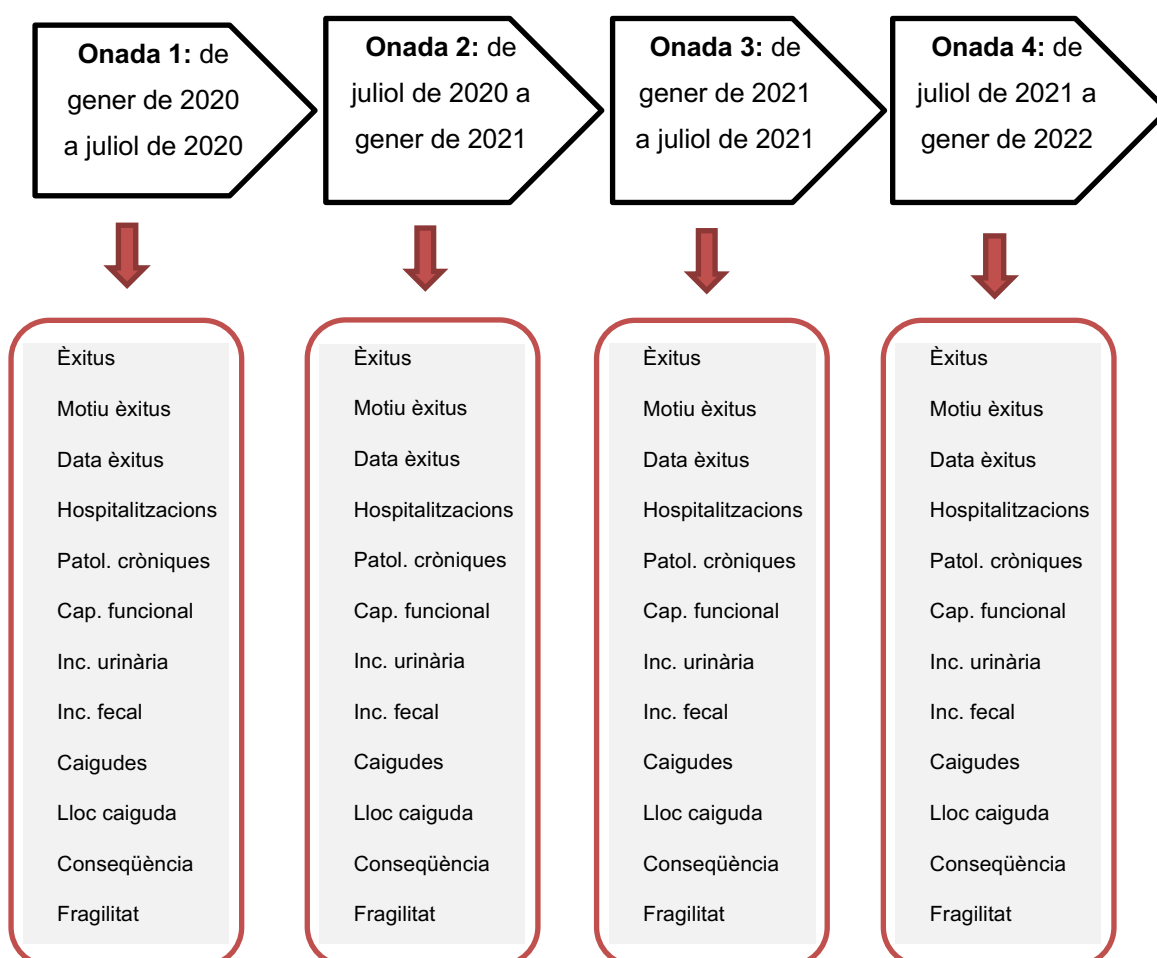 Onada 1: de
gener de 2020
a juliol de 2020
Onada 2: de
juliol de 2020 a
gener de 2021
Onada 3: de
gener de 2021
a juliol de 2021
Onada 4: de
juliol de 2021 a
gener de 2022
Èxitus
Motiu èxitus
Data èxitus
Hospitalitzacions
Patol. cròniques
Cap. funcional
Inc. urinària
Inc. fecal
Caigudes
Lloc caiguda
Conseqüència
Fragilitat
Èxitus
Motiu èxitus
Data èxitus
Hospitalitzacions
Patol. cròniques
Cap. funcional
Inc. urinària
Inc. fecal
Caigudes
Lloc caiguda
Conseqüència
Fragilitat
Èxitus
Motiu èxitus
Data èxitus
Hospitalitzacions
Patol. cròniques
Cap. funcional
Inc. urinària
Inc. fecal
Caigudes
Lloc caiguda
Conseqüència
Fragilitat
Èxitus
Motiu èxitus
Data èxitus
Hospitalitzacions
Patol. cròniques
Cap. funcional
Inc. urinària
Inc. fecal
Caigudes
Lloc caiguda
Conseqüència
Fragilitat